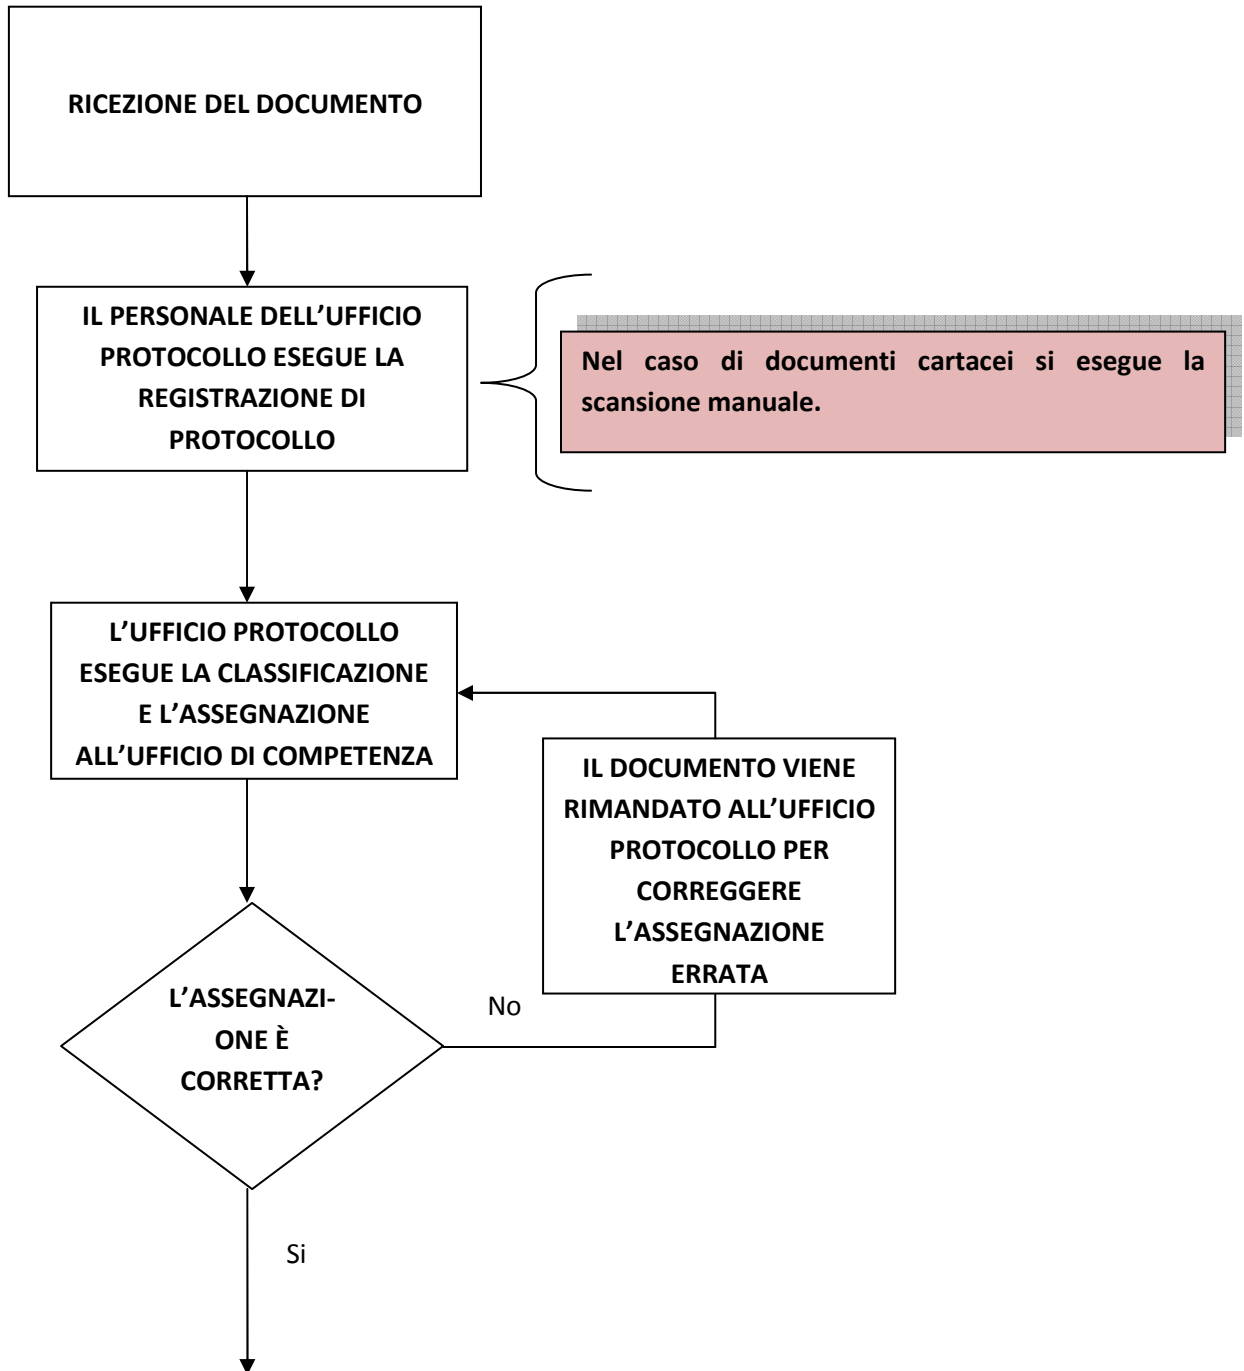 RICEZIONE DEL DOCUMENTO
IL PERSONALE DELL’UFFICIO
PROTOCOLLO ESEGUE LA
REGISTRAZIONE DI
PROTOCOLLO
Nel caso di documenti cartacei si esegue la
scansione manuale.
L’UFFICIO PROTOCOLLO
ESEGUE LA CLASSIFICAZIONE
E L’ASSEGNAZIONE
ALL’UFFICIO DI COMPETENZA
IL DOCUMENTO VIENE
RIMANDATO ALL’UFFICIO
PROTOCOLLO PER
CORREGGERE
L’ASSEGNAZIONE
ERRATA
L’ASSEGNAZI-
ONE È
CORRETTA?
No
Si